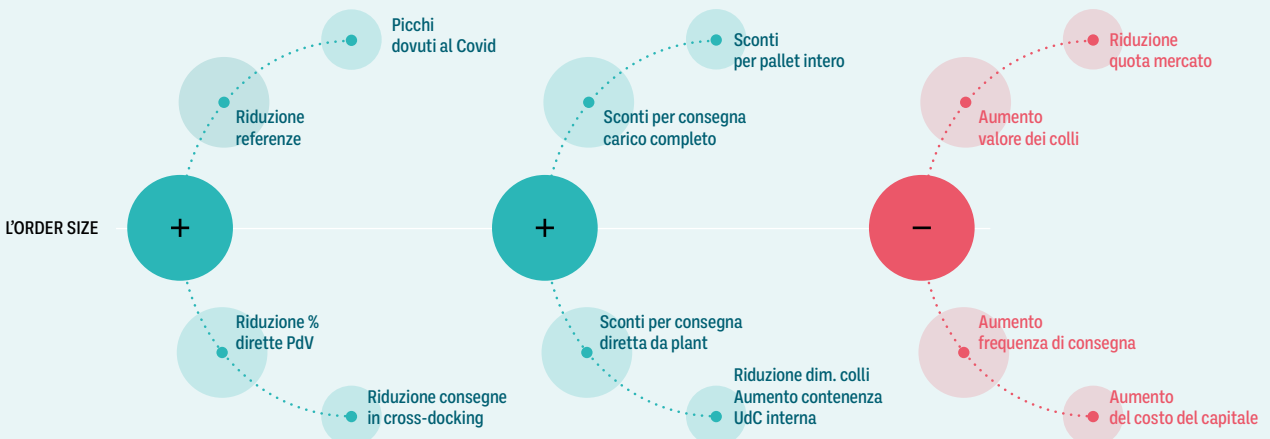 Picchi
dovuti al Covid
Riduzione
referenze
Sconti
per pallet intero
Sconti per consegna
carico completo
Riduzione
quota mercato
Aumento
valore dei colli
L'ORDER SIZE
+
+
−
Riduzione %
dirette PdV
Riduzione consegne
in cross-docking
Sconti per consegna
diretta da plant
Riduzione dim. colli
Aumento contenenza
UdC interna
Aumento
frequenza di consegna
Aumento
del costo del capitale